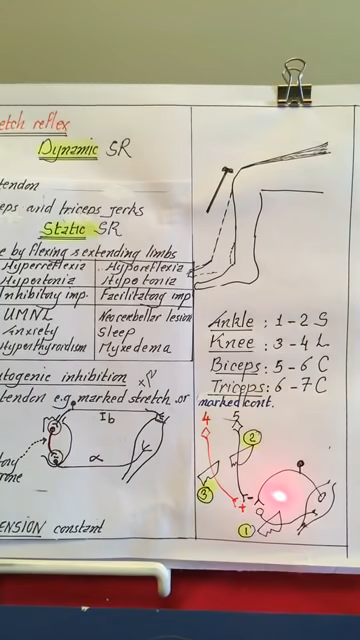 etch reflex
Dynamic SR
tendon
eps and triceps jerks
Static SR
e by flexing & extending limbs
Hyperreflexia Hyporeflexia
Hypertonia Hypotonia
Inhibitory imp. Facilitatory imp
UMNL Neocerebellar lesion
Anxiety Sleep
Hyperthyroidism Myxedema
Ankle : 1-2 S
Knee : 3-4 L
Biceps : 5-6 C
Triceps : 6-7 C
utogenic inhibition
tendon e.g. marked stretch or marked cont.
Ib
α
tory
rone
4 5
2
3
+ -
1
ENSION constant